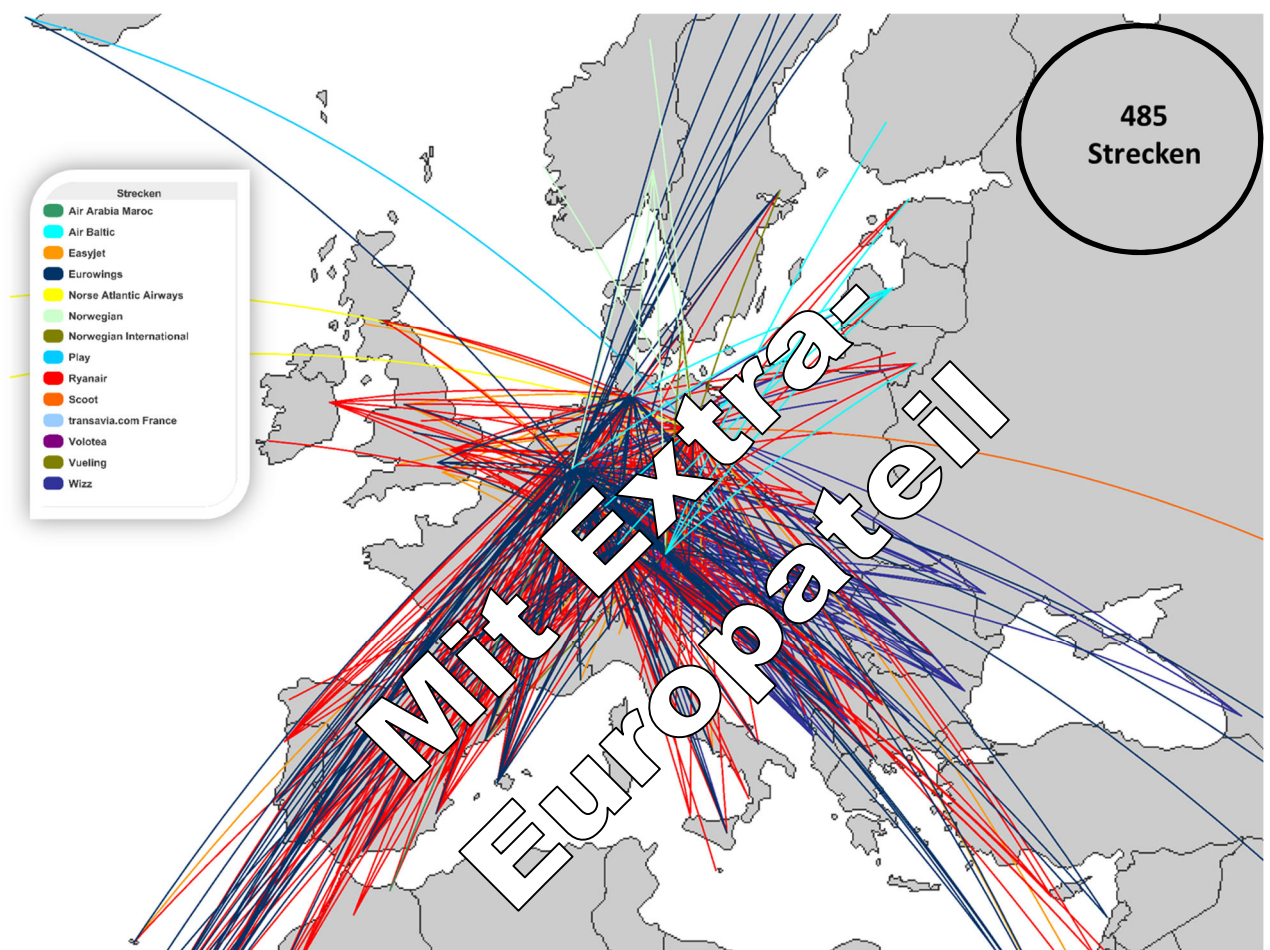 485
Strecken
Strecken
Air Arabia Maroc
Air Baltic
Easyjet
Eurowings
Norse Atlantic Airways
Norwegian
Norwegian International
Play
Ryanair
Scoot
transavia.com France
Volotea
Vueling
Wizz
Mit Extra-
Europateil